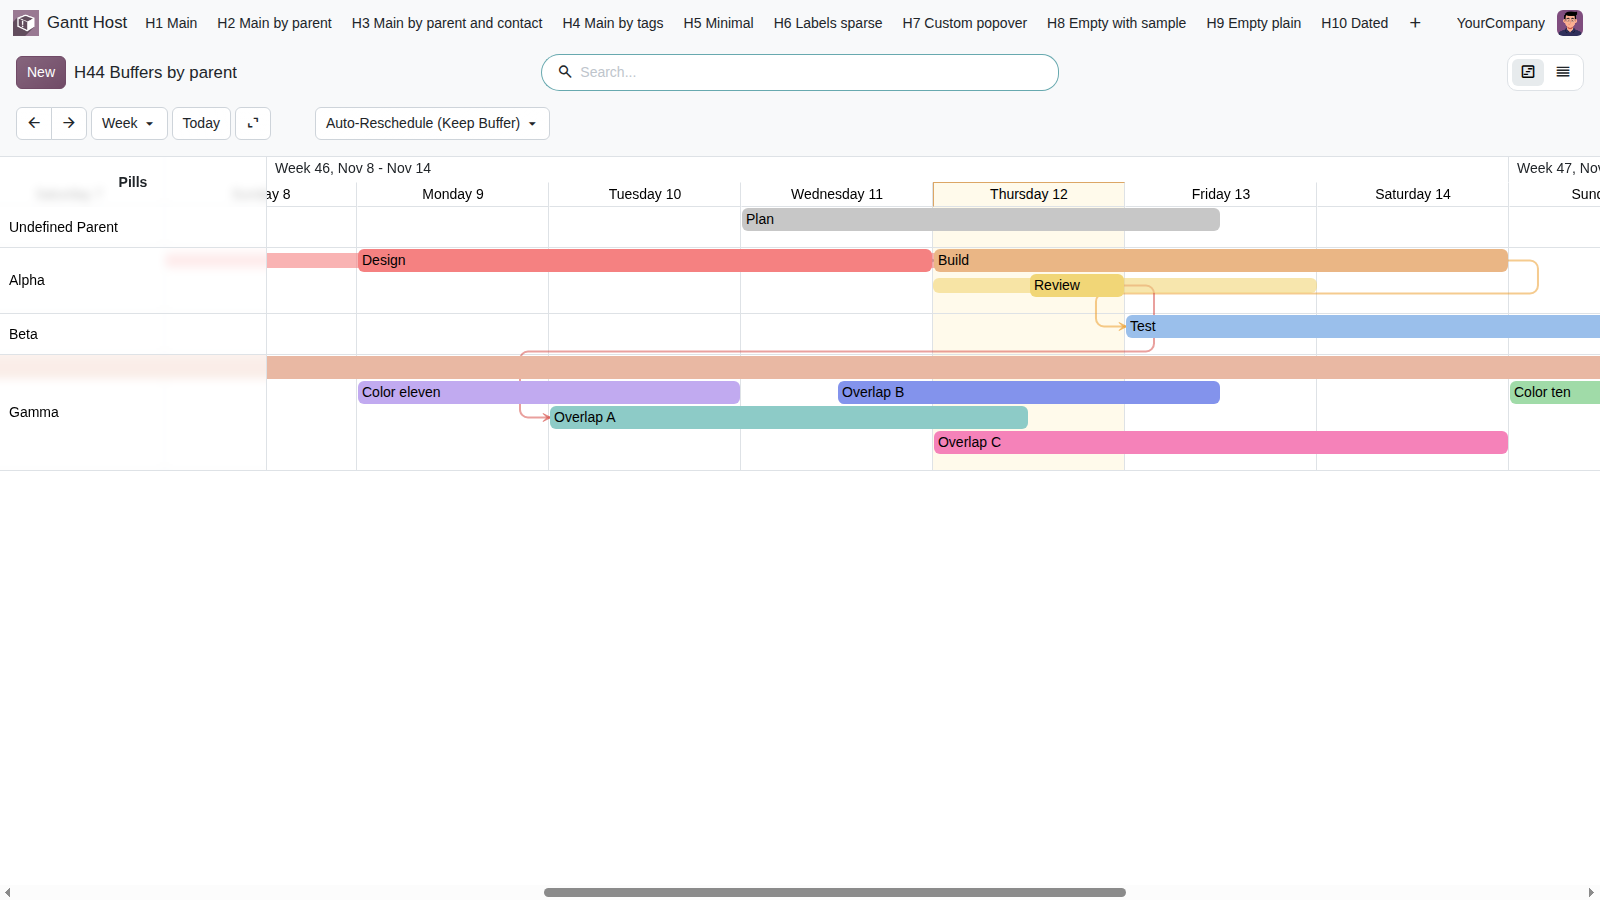 Gantt Host
H1 Main
H2 Main by parent
H3 Main by parent and contact
H4 Main by tags
H5 Minimal
H6 Labels sparse
H7 Custom popover
H8 Empty with sample
H9 Empty plain
H10 Dated
+
YourCompany
New
H44 Buffers by parent
Search...
Week
Today
Auto-Reschedule (Keep Buffer)
Pills
Week 46, Nov 8 - Nov 14
Week 47, Nov
ay 8
Monday 9
Tuesday 10
Wednesday 11
Thursday 12
Friday 13
Saturday 14
Sund
Undefined Parent
Plan
Alpha
Design
Build
Review
Beta
Test
Gamma
Color eleven
Overlap B
Color ten
Overlap A
Overlap C